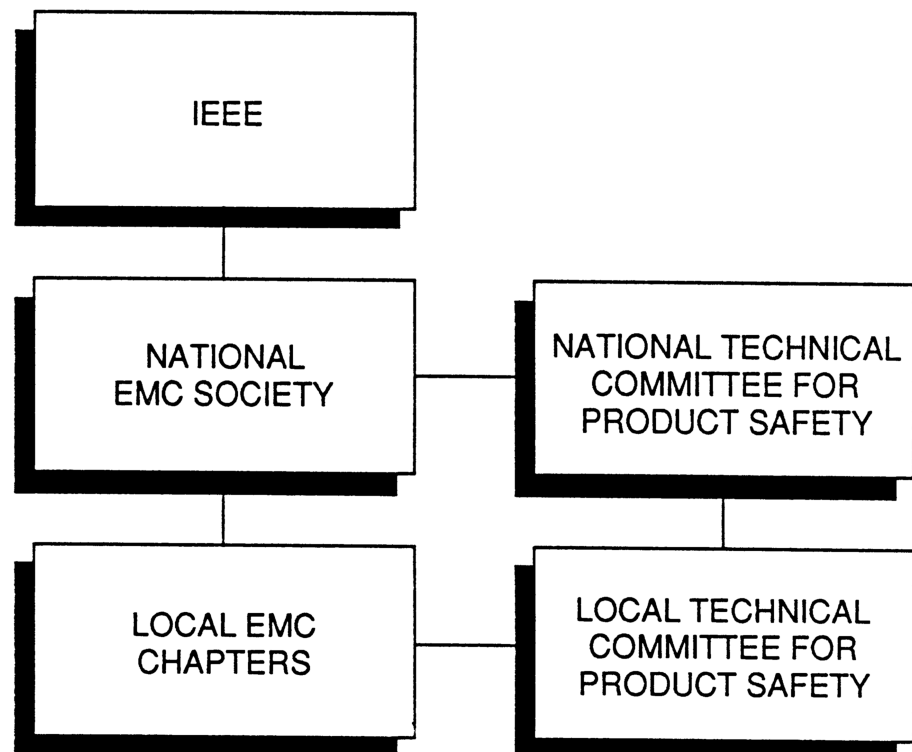 IEEE
NATIONAL
EMC SOCIETY
NATIONAL TECHNICAL
COMMITTEE FOR
PRODUCT SAFETY
LOCAL EMC
CHAPTERS
LOCAL TECHNICAL
COMMITTEE FOR
PRODUCT SAFETY